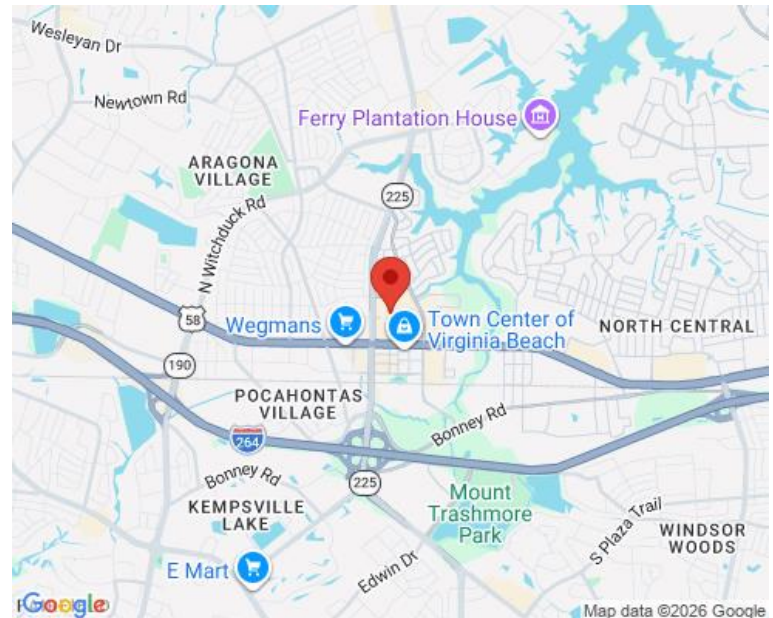 Wesleyan Dr
Newtown Rd
Ferry Plantation House
ARAGONA
VILLAGE
225
N Witchduck Rd
58
Wegmans
Town Center of
Virginia Beach
NORTH CENTRAL
190
POCAHONTAS
VILLAGE
264
Bonney Rd
Bonney Rd
225
KEMPSVILLE
LAKE
Mount
Trashmore
Park
S Plaza Trail
WINDSOR
WOODS
E Mart
Edwin Dr
Google
Map data ©2026 Google